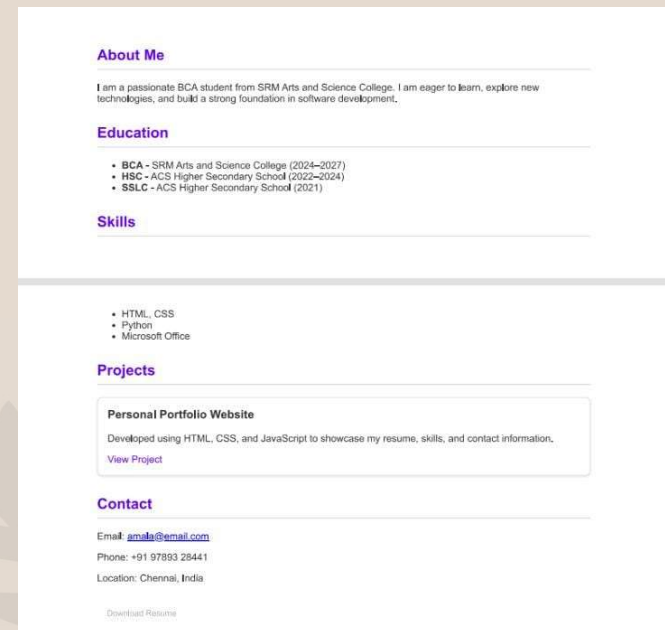 About Me
I am a passionate BCA student from SRM Arts and Science College. I am eager to learn, explore new
technologies, and build a strong foundation in software development.
Education
• BCA - SRM Arts and Science College (2024–2027)
• HSC - ACS Higher Secondary School (2022–2024)
• SSLC - ACS Higher Secondary School (2021)
Skills
• HTML, CSS
• Python
• Microsoft Office
Projects
Personal Portfolio Website
Developed using HTML, CSS, and JavaScript to showcase my resume, skills, and contact information.
View Project
Contact
Email: amala@email.com
Phone: +91 97893 28441
Location: Chennai, India
Download Resume